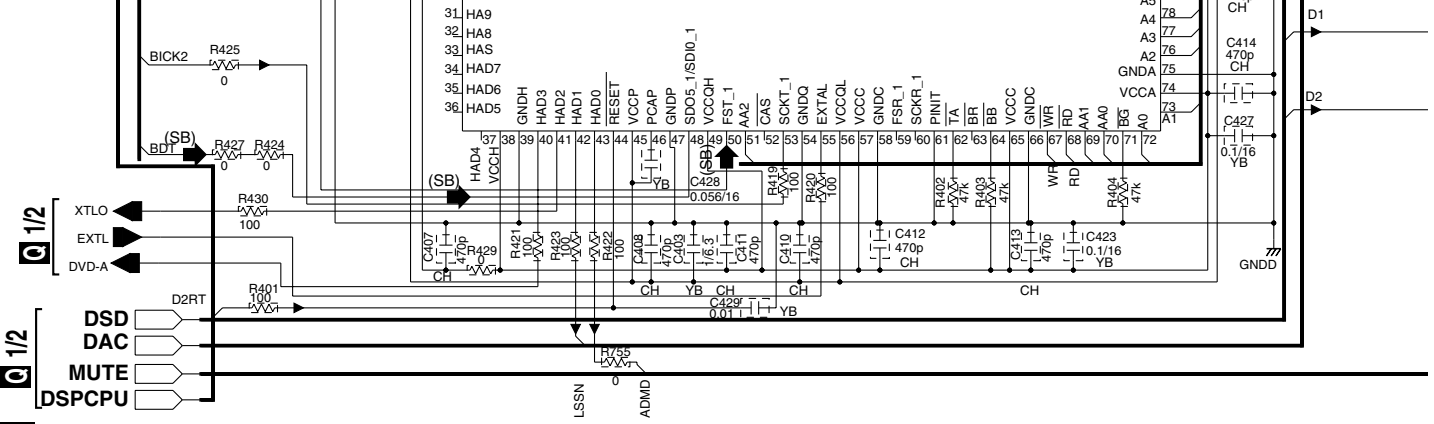 31 HA9
32 HA8
33 HAS
34 HAD7
35 HAD6
36 HAD5
A5
78 A4
77 A3
76 A2
75 GNDA
74 VCCA
73 A1
CH
C414
470p
CH
C427
0.1/16
YB
D1
D2
BICK2
R425
0
(SB)
BDT
R427
0
R424
0
HAD4
VCCH
GNDH
HAD3
HAD2
HAD1
HAD0
RESET
VCCP
PCAP
GNDP
SDO5_1/SDI0_1
VCCQH
FST_1
AA2
CAS
SCKT_1
GNDQ
EXTAL
VCCQL
VCCC
GNDC
FSR_1
SCKR_1
PINIT
TA
BR
BB
VCCC
GNDC
WR
RD
AA1
AA0
BG
A0
37 38 39 40 41 42 43 44 45 46 47 48 49 50 51 52 53 54 55 56 57 58 59 60 61 62 63 64 65 66 67 68 69 70 71 72
(SB)
(SB)
YB
C428
0.056/16
R419
100
R420
100
R402
47k
R403
47k
WR
RD
R404
47k
Q 1/2
XTLO
EXTL
DVD-A
R430
100
C407
470p
CH
R429
0
R421
100
R423
100
R422
100
C408
470p
CH
C403
1/6.3
YB
C411
470p
CH
C410
470p
CH
C412
470p
CH
C413
470p
CH
C423
0.1/16
YB
GNDD
D2RT
R401
100
C429
0.01
YB
Q 1/2
DSD
DAC
MUTE
DSPCPU
R755
0
LSSN
ADMD